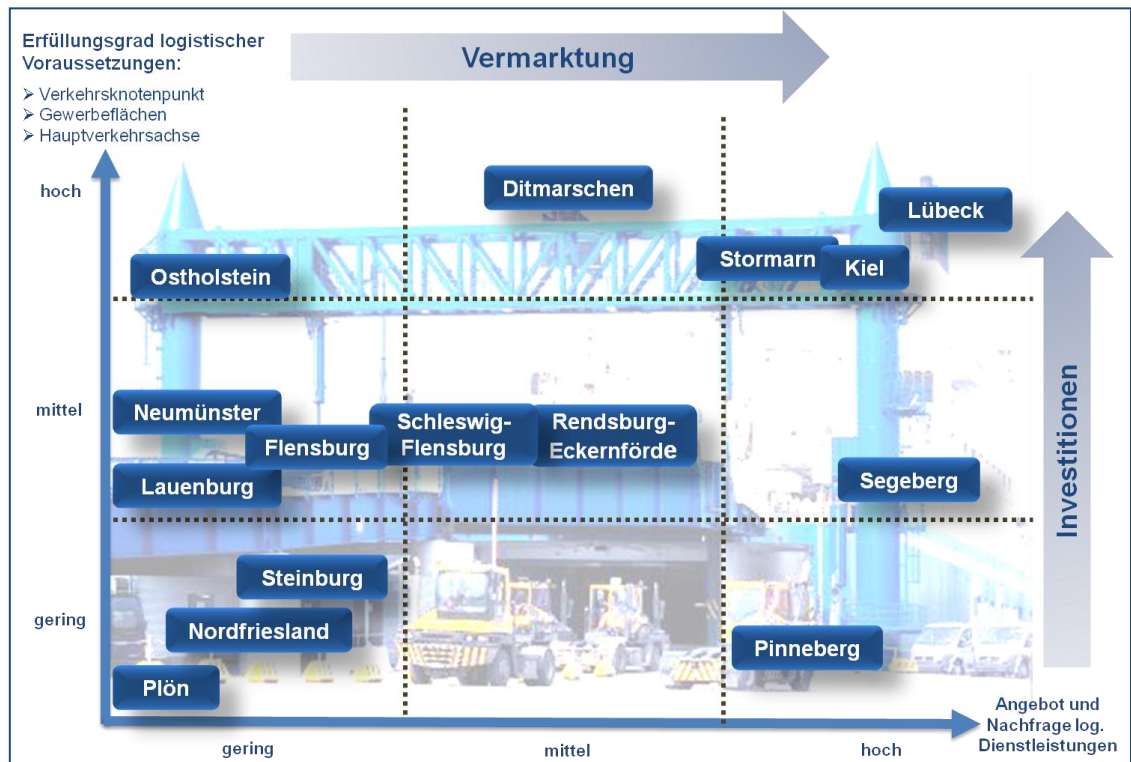 Erfüllungsgrad logistischer
Voraussetzungen:
➢ Verkehrsknotenpunkt
➢ Gewerbeflächen
➢ Hauptverkehrsachse
Vermarktung
hoch
Ditmarschen
Lübeck
Stormarn
Kiel
Ostholstein
mittel
Neumünster
Flensburg
Schleswig-
Flensburg
Rendsburg-
Eckernförde
Lauenburg
Segeberg
Investitionen
Steinburg
gering
Nordfriesland
Pinneberg
Plön
Angebot und
Nachfrage log.
Dienstleistungen
gering
mittel
hoch